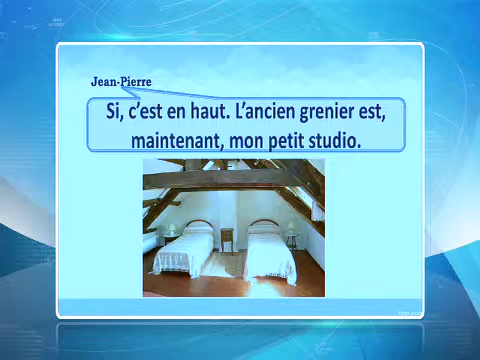 Jean-Pierre
Si, c’est en haut. L’ancien grenier est,
maintenant, mon petit studio.